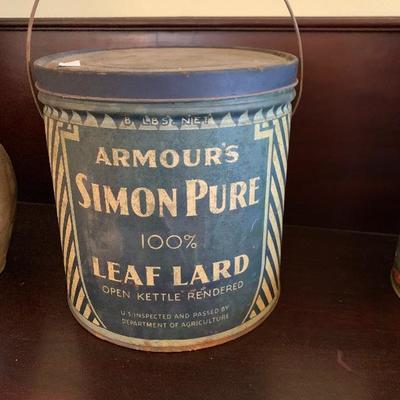 8 LBS. NET
ARMOUR'S
SIMON PURE
100%
LEAF LARD
OPEN KETTLE RENDERED
U.S. INSPECTED AND PASSED BY
DEPARTMENT OF AGRICULTURE